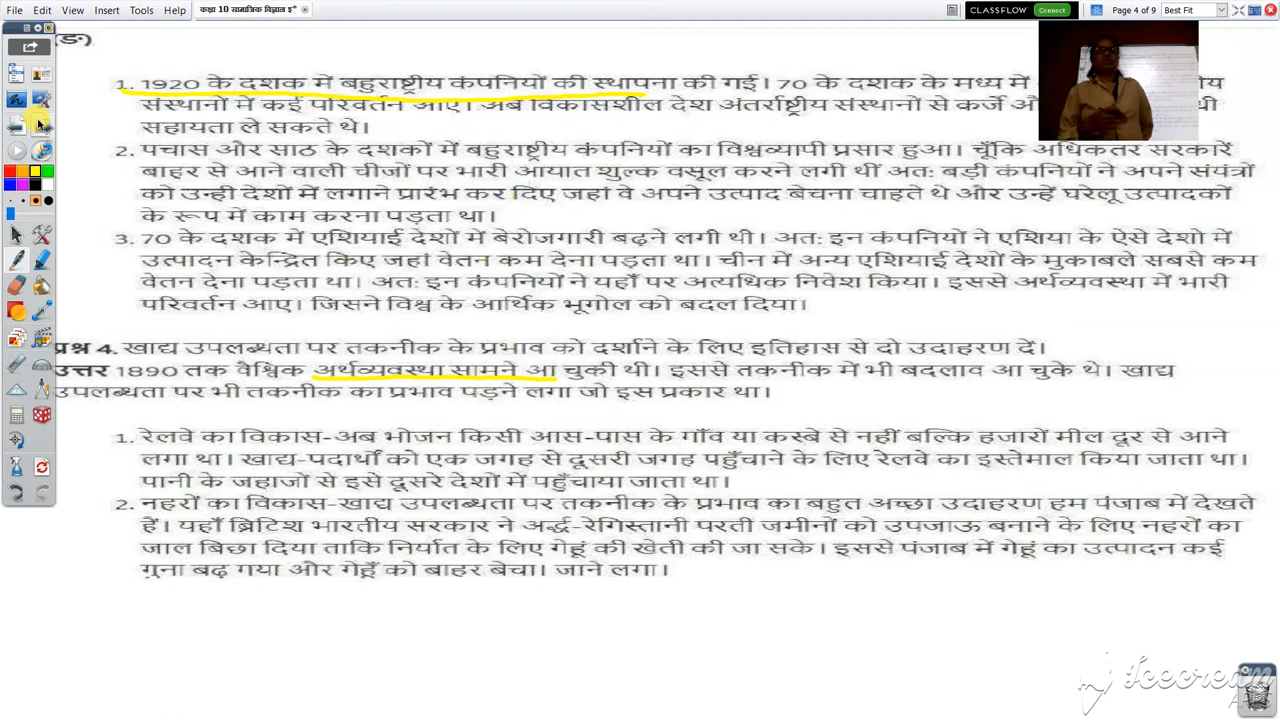 File Edit View Insert Tools Help
कक्षा 10 सामाजिक विज्ञान इ*
CLASSFLOW Connect
Page 4 of 9
Best Fit
(ङ)
1. 1920 के दशक में बहुराष्ट्रीय कंपनियों की स्थापना की गई। 70 के दशक के मध्य में
संस्थानों में कई परिवर्तन आए। अब विकासशील देश अंतर्राष्ट्रीय संस्थानों से कर्जे
सहायता ले सकते थे।
2. पचास और साठ के दशकों में बहुराष्ट्रीय कंपनियों का विश्वव्यापी प्रसार हुआ। चूँकि अधिकतर सरकारें
बाहर से आने वाली चीजों पर भारी आयात शुल्क वसूल करने लगी थीं अत: बड़ी कंपनियों ने अपने संयंत्रों
को उन्ही देशों में लगाने प्रारंभ कर दिए जहां वे अपने उत्पाद बेचना चाहते थे और उन्हें घरेलू उत्पादकों
के रूप में काम करना पड़ता था।
3. 70 के दशक में एशियाई देशों में बेरोजगारी बढ़ने लगी थी। अत: इन कंपनियों ने एशिया के ऐसे देशो में
उत्पादन केन्द्रित किए जहां वेतन कम देना पड़ता था। चीन में अन्य एशियाई देशों के मुकाबले सबसे कम
वेतन देना पड़ता था। अत: इन कंपनियों ने यहाँ पर अत्यधिक निवेश किया। इससे अर्थव्यवस्था में भारी
परिवर्तन आए। जिसने विश्व के आर्थिक भूगोल को बदल दिया।
प्रश्न 4. खाद्य उपलब्धता पर तकनीक के प्रभाव को दर्शाने के लिए इतिहास से दो उदाहरण दें।
उत्तर 1890 तक वैश्विक अर्थव्यवस्था सामने आ चुकी थी। इससे तकनीक में भी बदलाव आ चुके थे। खाद्य
उपलब्धता पर भी तकनीक का प्रभाव पड़ने लगा जो इस प्रकार था।
1. रेलवे का विकास-अब भोजन किसी आस-पास के गाँव या कस्बे से नहीं बल्कि हजारों मील दूर से आने
लगा था। खाद्य-पदार्थों को एक जगह से दूसरी जगह पहुँचाने के लिए रेलवे का इस्तेमाल किया जाता था।
पानी के जहाजों से इसे दूसरे देशों में पहुँचाया जाता था।
2. नहरों का विकास-खाद्य उपलब्धता पर तकनीक के प्रभाव का बहुत अच्छा उदाहरण हम पंजाब में देखते
हैं। यहाँ ब्रिटिश भारतीय सरकार ने अर्द्ध-रेगिस्तानी परती जमीनों को उपजाऊ बनाने के लिए नहरों का
जाल बिछा दिया ताकि निर्यात के लिए गेहूं की खेती की जा सके। इससे पंजाब में गेहूं का उत्पादन कई
गुना बढ़ गया और गेहूँ को बाहर बेचा। जाने लगा।
Icecream
APPS